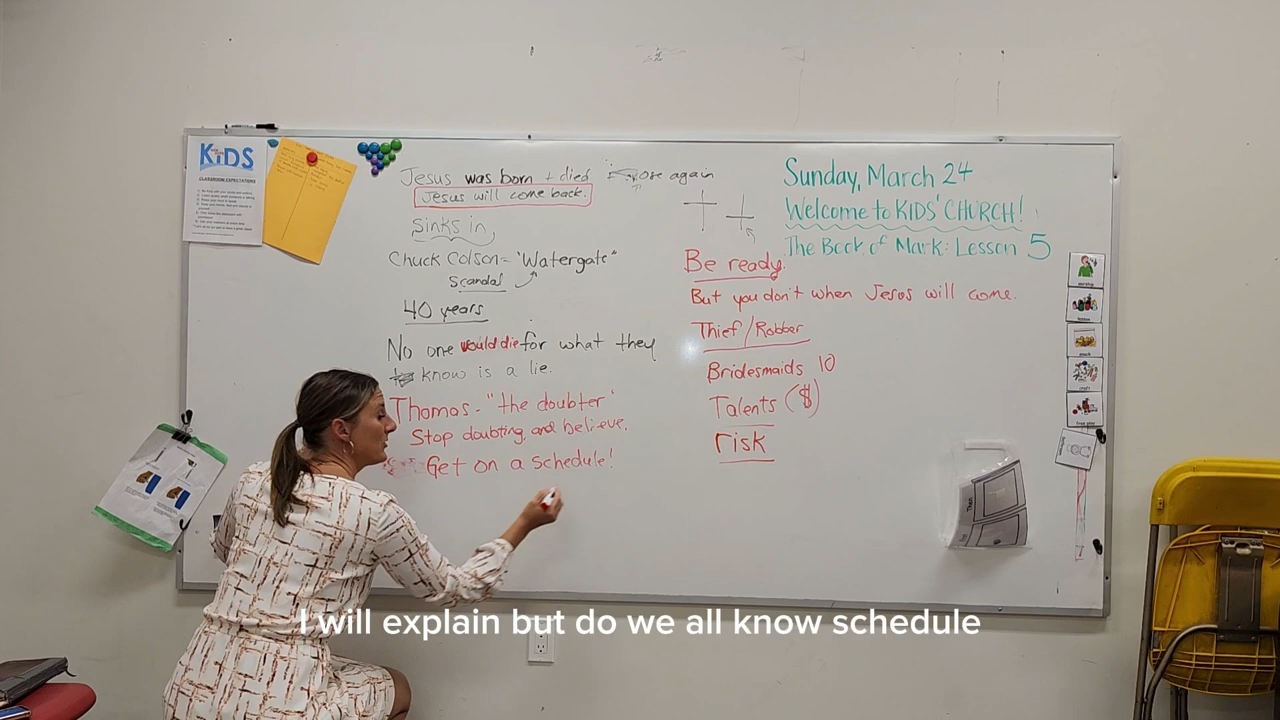 KiDS
CLASSROOM EXPECTATIONS
Jesus was born + died rose again
Jesus will come back.
Sinks in
Chuck Colson= "Watergate"
Scandal
40 years
No one would die for what they
know is a lie.
Thomas - "the doubter"
Stop doubting and believe.
Get on a schedule!
Sunday, March 24
Welcome to KIDS' CHURCH!
The Book of Mark: Lesson 5
Be ready.
But you don't when Jesus will come.
Thief/Robber
Bridesmaids 10
Talents ($)
risk
I will explain but do we all know schedule